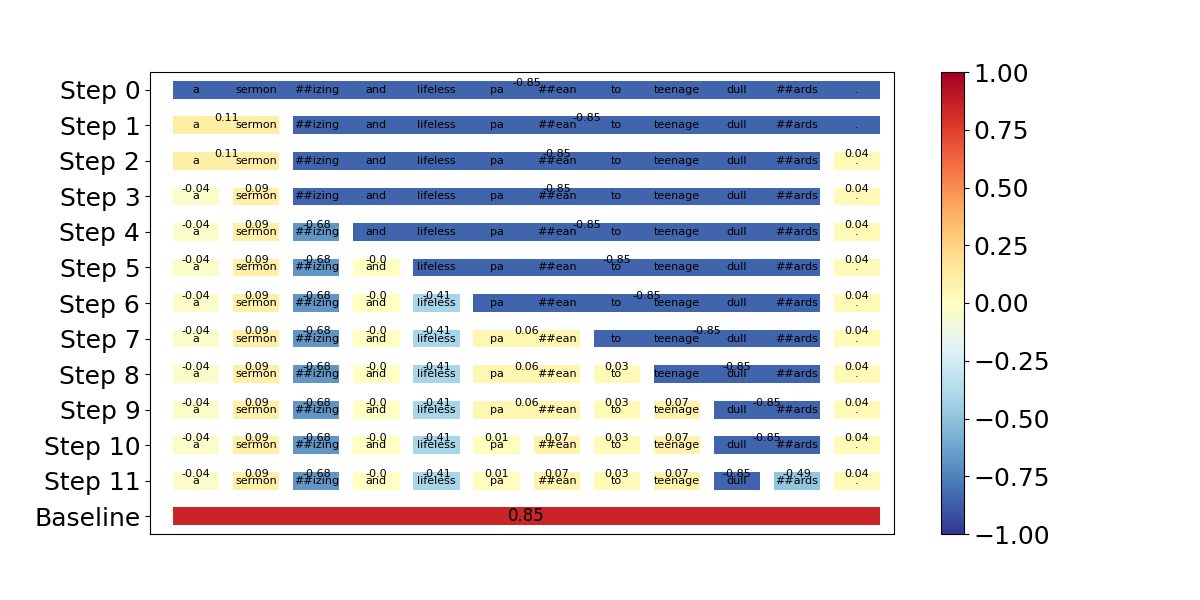 -0.85
Step 0 a sermon ##izing and lifeless pa ##ean to teenage dull ##ards .
0.11 -0.85
Step 1 a sermon ##izing and lifeless pa ##ean to teenage dull ##ards .
0.11 -0.85 0.04
Step 2 a sermon ##izing and lifeless pa ##ean to teenage dull ##ards .
-0.04 0.09 -0.85 0.04
Step 3 a sermon ##izing and lifeless pa ##ean to teenage dull ##ards .
-0.04 0.09 -0.68 -0.85 0.04
Step 4 a sermon ##izing and lifeless pa ##ean to teenage dull ##ards .
-0.04 0.09 -0.68 -0.0 -0.85 0.04
Step 5 a sermon ##izing and lifeless pa ##ean to teenage dull ##ards .
-0.04 0.09 -0.68 -0.0 -0.41 -0.85 0.04
Step 6 a sermon ##izing and lifeless pa ##ean to teenage dull ##ards .
-0.04 0.09 -0.68 -0.0 -0.41 0.06 -0.85 0.04
Step 7 a sermon ##izing and lifeless pa ##ean to teenage dull ##ards .
-0.04 0.09 -0.68 -0.0 -0.41 0.06 0.03 -0.85 0.04
Step 8 a sermon ##izing and lifeless pa ##ean to teenage dull ##ards .
-0.04 0.09 -0.68 -0.0 -0.41 0.06 0.03 0.07 -0.85 0.04
Step 9 a sermon ##izing and lifeless pa ##ean to teenage dull ##ards .
-0.04 0.09 -0.68 -0.0 -0.41 0.01 0.07 0.03 0.07 -0.85 0.04
Step 10 a sermon ##izing and lifeless pa ##ean to teenage dull ##ards .
-0.04 0.09 -0.68 -0.0 -0.41 0.01 0.07 0.03 0.07 -0.85 -0.49 0.04
Step 11 a sermon ##izing and lifeless pa ##ean to teenage dull ##ards .
Baseline 0.85
1.00
0.75
0.50
0.25
0.00
−0.25
−0.50
−0.75
−1.00